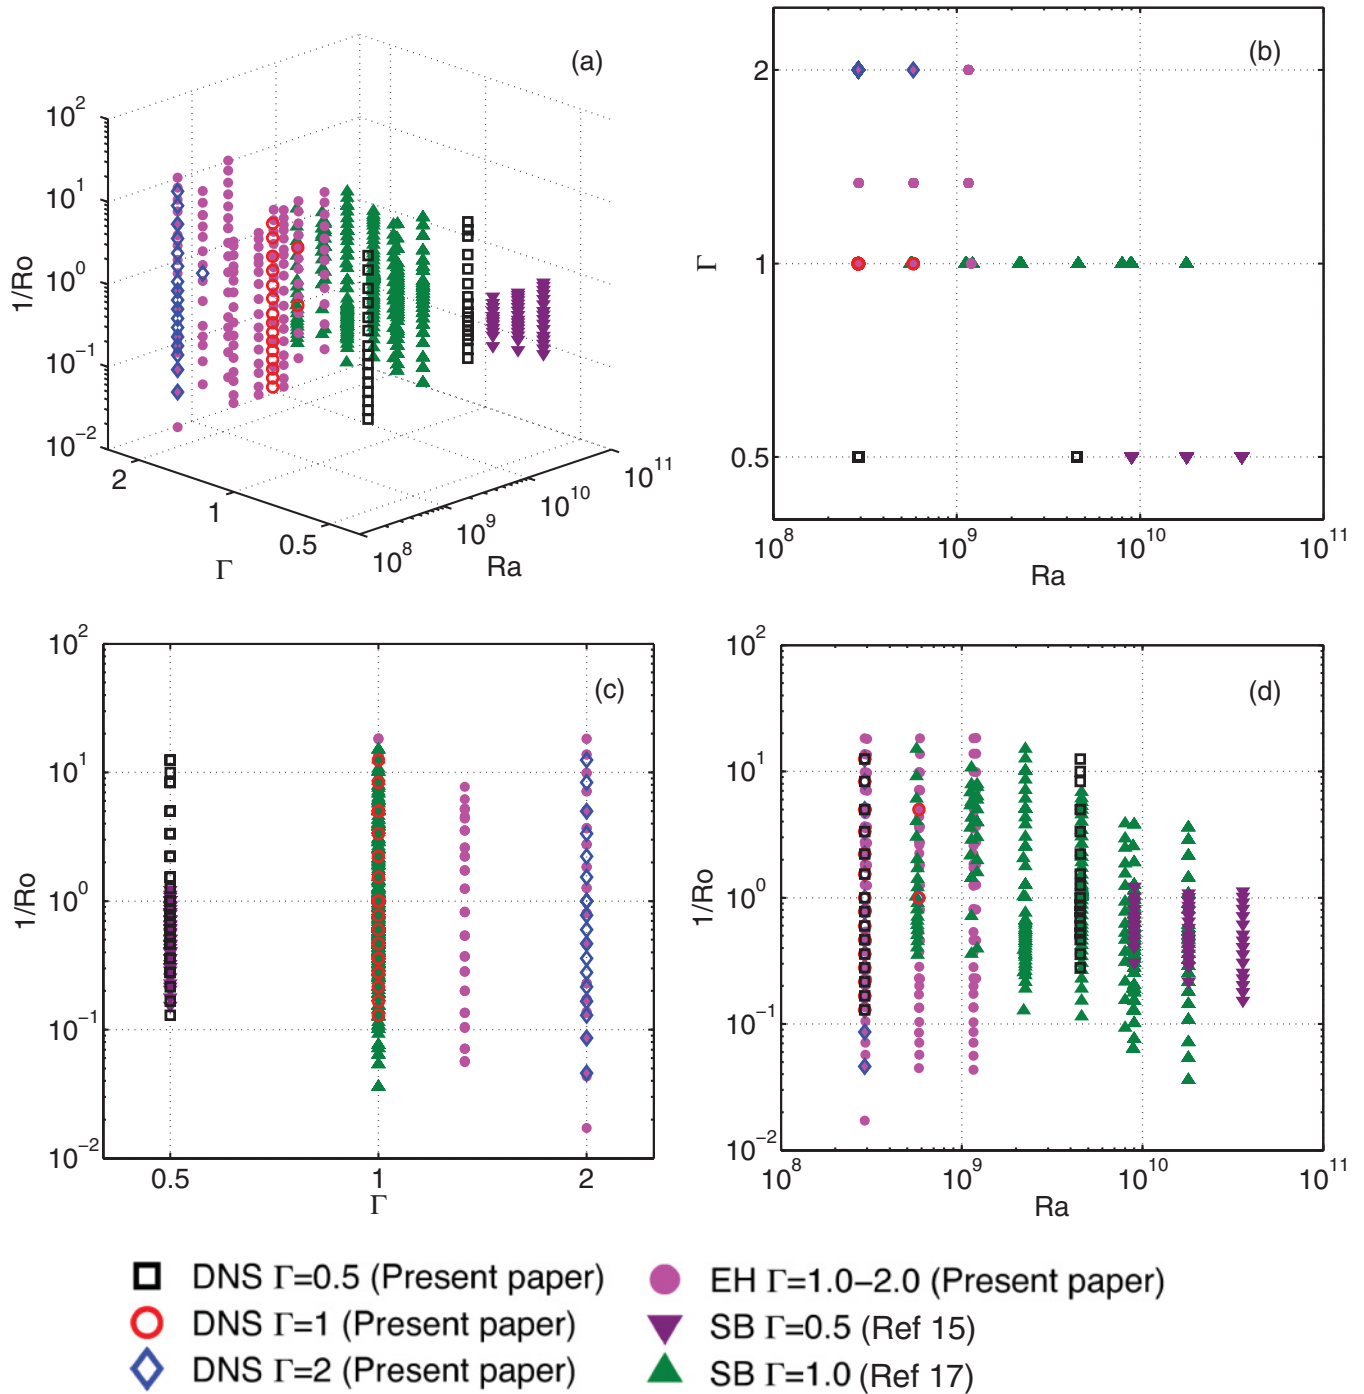 (a)
10^2
10^1
10^0
10^-1
10^-2
1/Ro
2
1
0.5
Γ
10^8
10^9
10^10
10^11
Ra
(b)
2
1
0.5
Γ
10^8
10^9
10^10
10^11
Ra
(c)
10^2
10^1
10^0
10^-1
10^-2
1/Ro
0.5
1
2
Γ
(d)
10^2
10^1
10^0
10^-1
10^-2
1/Ro
10^8
10^9
10^10
10^11
Ra
DNS Γ=0.5 (Present paper)
DNS Γ=1 (Present paper)
DNS Γ=2 (Present paper)
EH Γ=1.0–2.0 (Present paper)
SB Γ=0.5 (Ref 15)
SB Γ=1.0 (Ref 17)